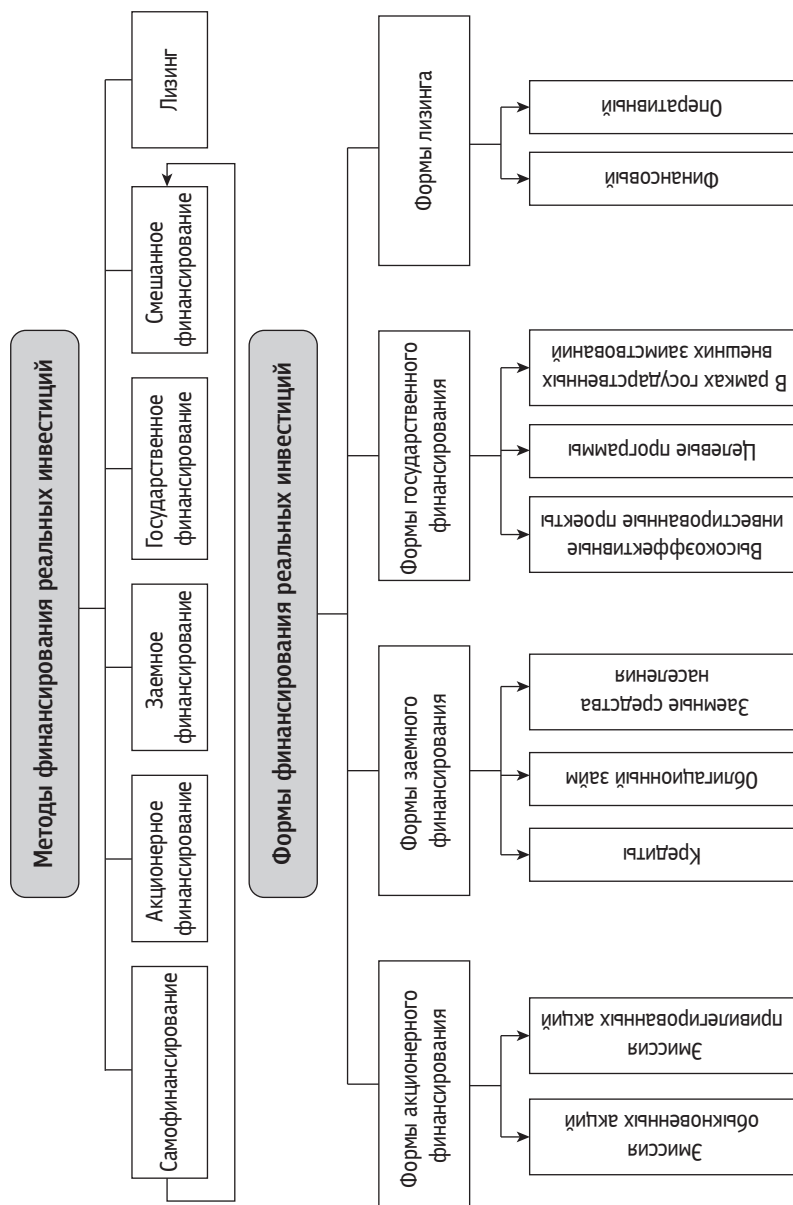 Методы финансирования реальных инвестиций
Самофинансирование
Акционерное
финансирование
Заемное
финансирование
Государственное
финансирование
Смешанное
финансирование
Лизинг
Формы финансирования реальных инвестиций
Формы акционерного
финансирования
Формы заемного
финансирования
Формы государственного
финансирования
Формы лизинга
Эмиссия
обыкновенных акций
Эмиссия
привилегированных акций
Кредиты
Облигационный займ
Заемные средства
населения
Высокоэффективные
инвестированные проекты
Целевые программы
В рамках государственных
внешних заимствований
Финансовый
Оперативный